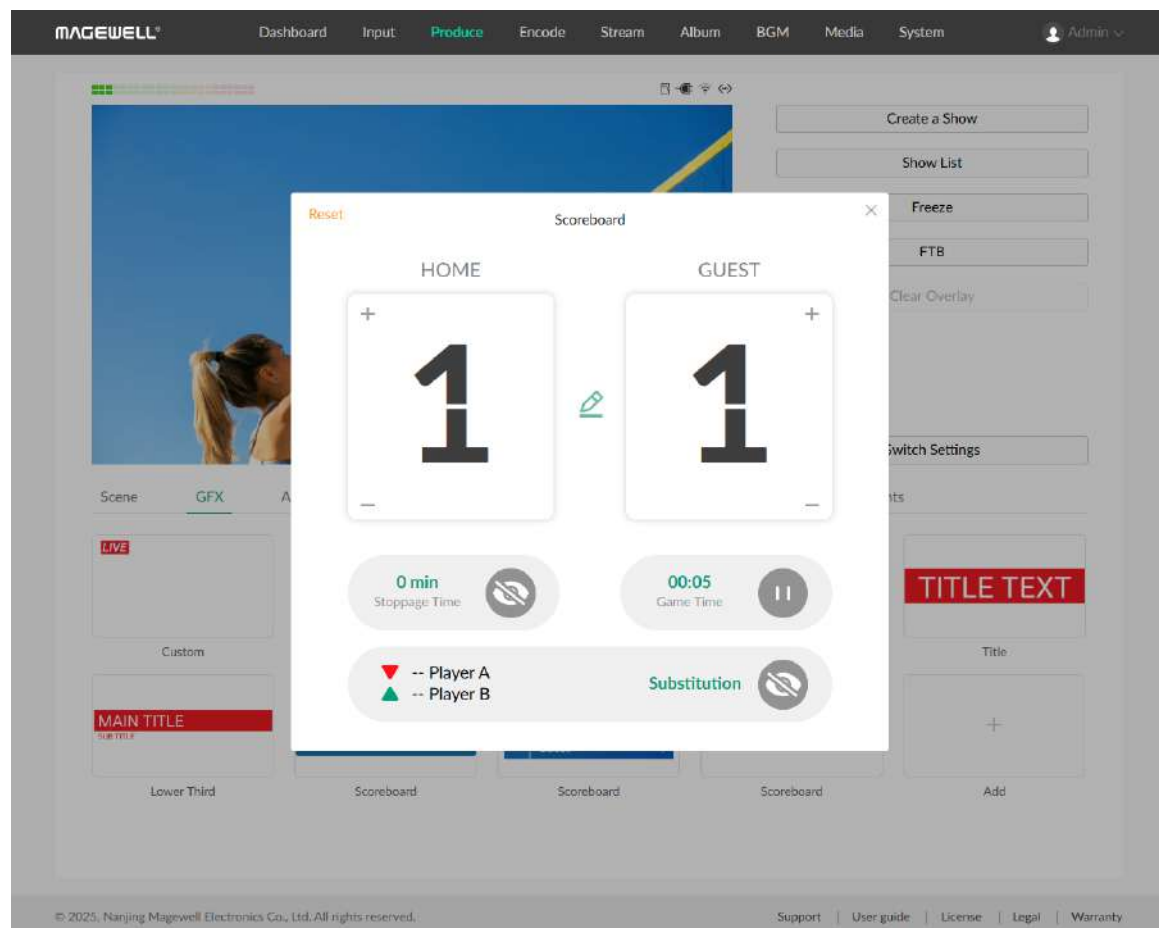 MAGEWELL®
Dashboard Input Produce Encode Stream Album BGM Media System Admin
Create a Show
Show List
Freeze
FTB
Clear Overlay
Switch Settings
Reset
Scoreboard
HOME GUEST
+ +
1 1
− −
0 min
Stoppage Time
00:05
Game Time
-- Player A
-- Player B
Substitution
Scene GFX
LIVE
Custom
TITLE TEXT
Title
MAIN TITLE
SUB TITLE
Lower Third
Scoreboard
Scoreboard
Scoreboard
+
Add
© 2025, Nanjing Magewell Electronics Co., Ltd. All rights reserved.
Support | User guide | License | Legal | Warranty